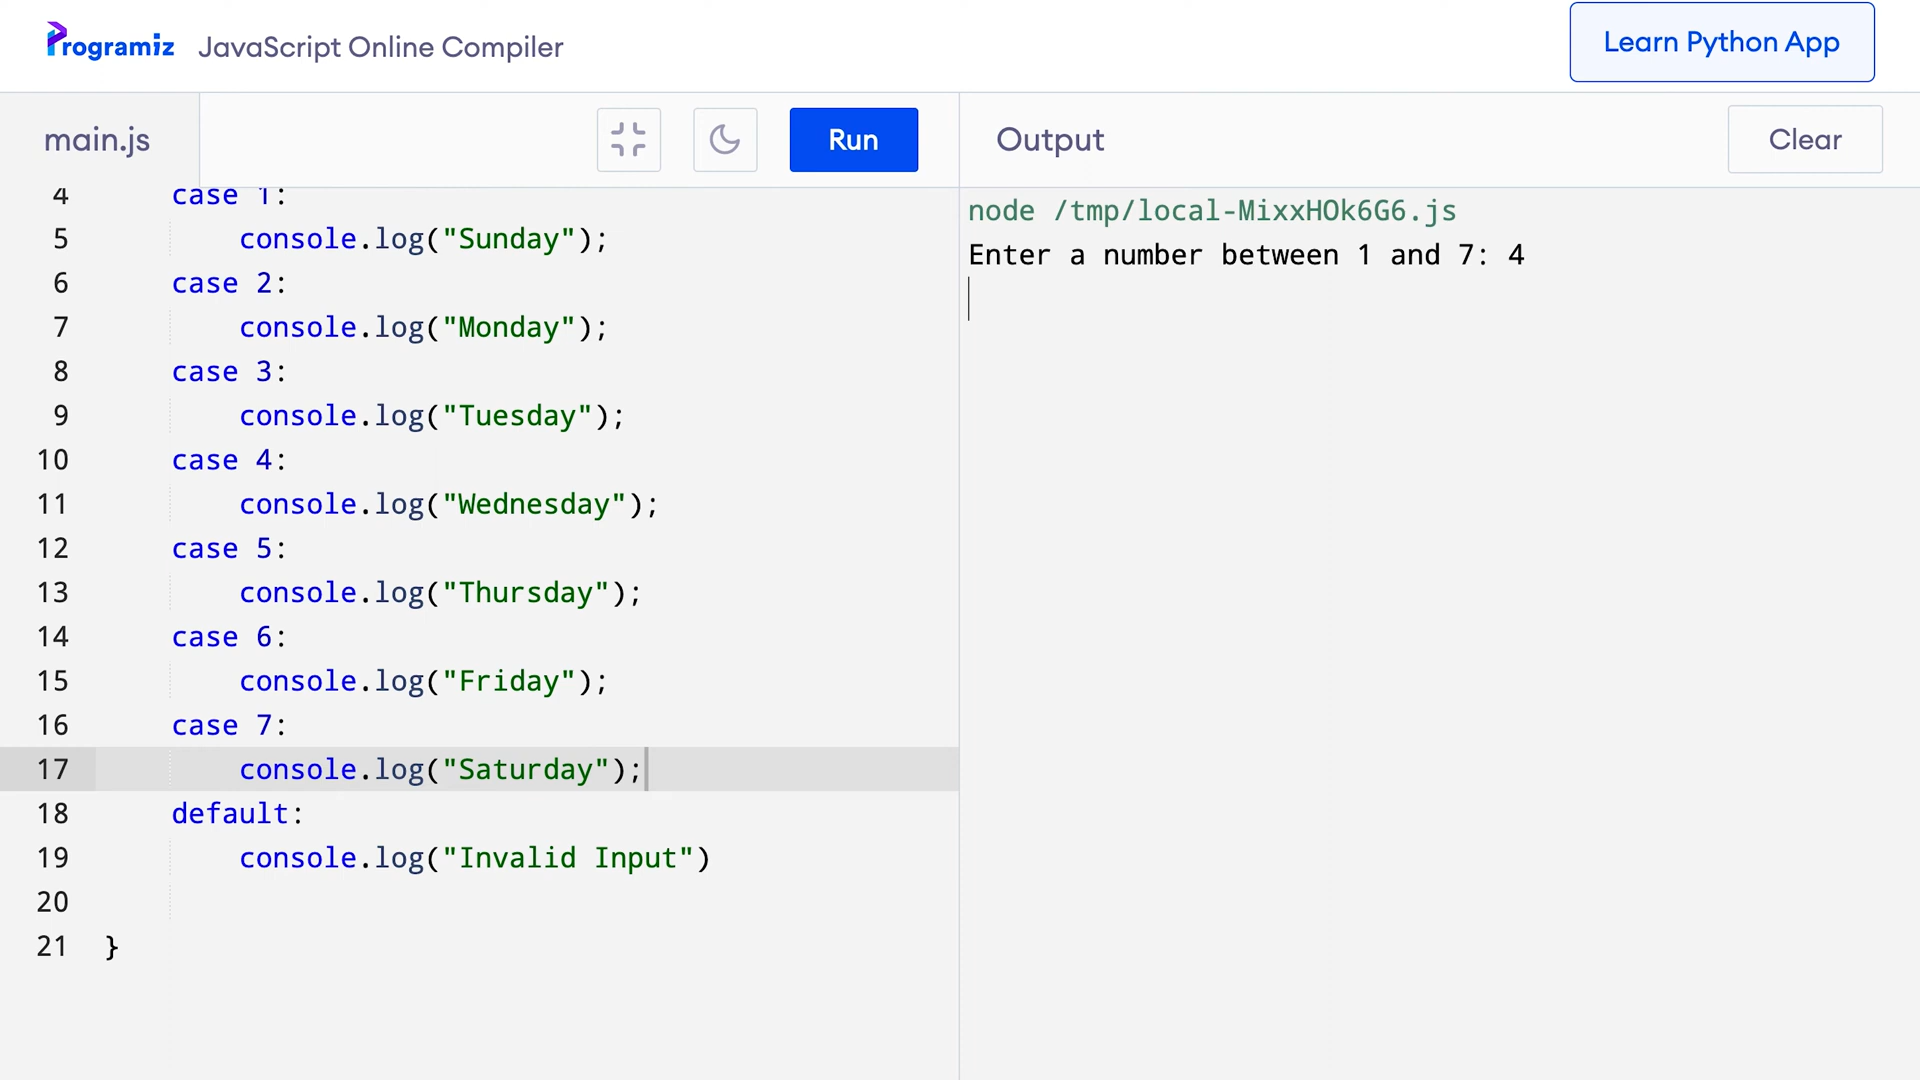 Programiz JavaScript Online Compiler
Learn Python App
main.js
Run
Output
Clear
4 case 1:
5 console.log("Sunday");
6 case 2:
7 console.log("Monday");
8 case 3:
9 console.log("Tuesday");
10 case 4:
11 console.log("Wednesday");
12 case 5:
13 console.log("Thursday");
14 case 6:
15 console.log("Friday");
16 case 7:
17 console.log("Saturday");
18 default:
19 console.log("Invalid Input")
20
21 }
node /tmp/local-MixxHOk6G6.js
Enter a number between 1 and 7: 4